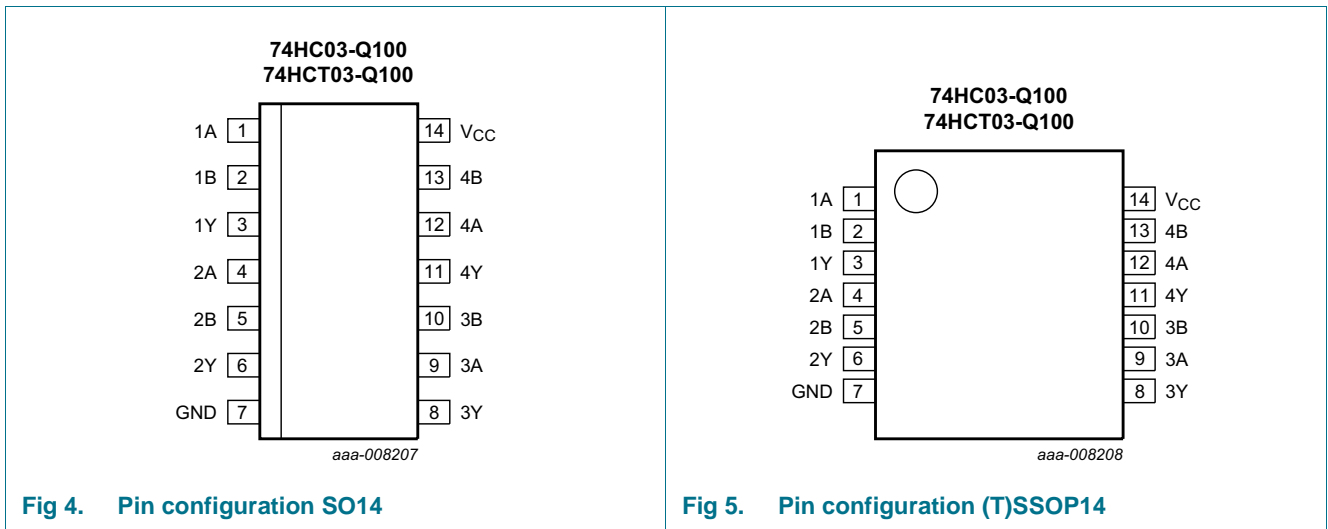 74HC03-Q100
74HCT03-Q100
1A 1 14 VCC
1B 2 13 4B
1Y 3 12 4A
2A 4 11 4Y
2B 5 10 3B
2Y 6 9 3A
GND 7 8 3Y
aaa-008207
Fig 4. Pin configuration SO14
74HC03-Q100
74HCT03-Q100
1A 1 14 VCC
1B 2 13 4B
1Y 3 12 4A
2A 4 11 4Y
2B 5 10 3B
2Y 6 9 3A
GND 7 8 3Y
aaa-008208
Fig 5. Pin configuration (T)SSOP14